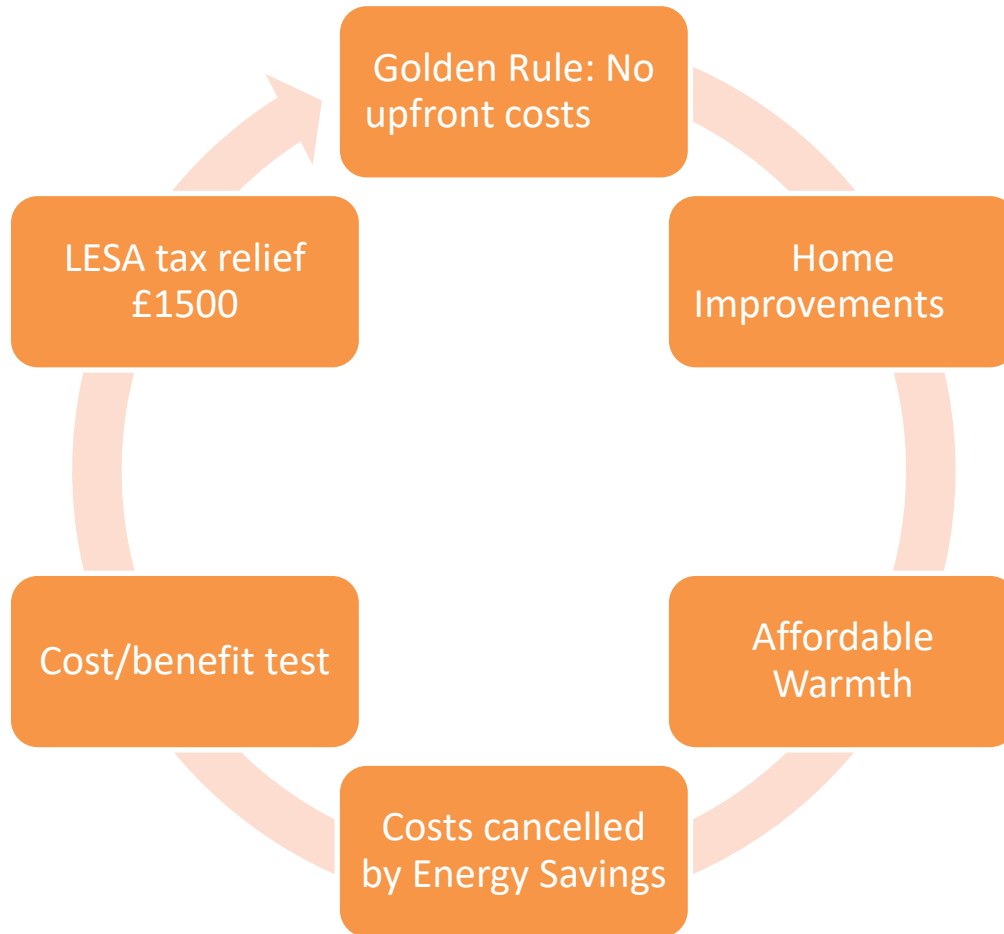 Golden Rule: No
upfront costs
Home
Improvements
Affordable
Warmth
Costs cancelled
by Energy Savings
Cost/benefit test
LESA tax relief
£1500